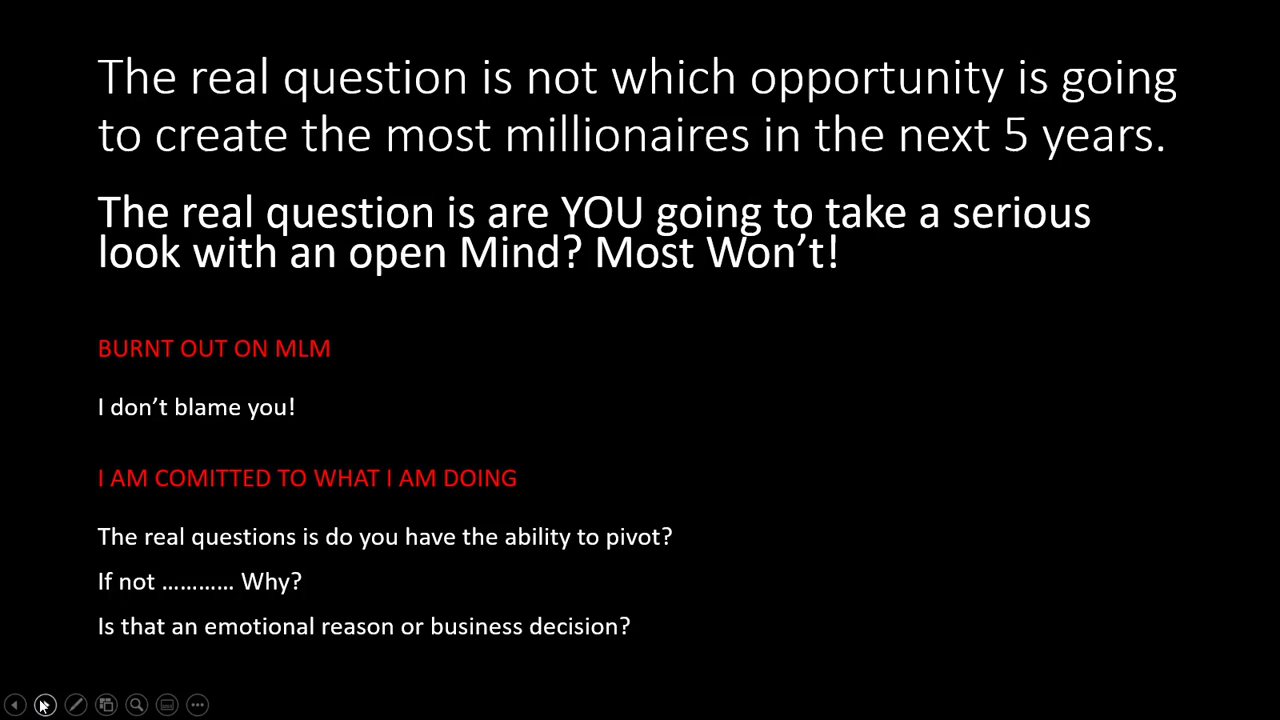 The real question is not which opportunity is going
to create the most millionaires in the next 5 years.
The real question is are YOU going to take a serious
look with an open Mind? Most Won’t!
BURNT OUT ON MLM
I don’t blame you!
I AM COMITTED TO WHAT I AM DOING
The real questions is do you have the ability to pivot?
If not ………… Why?
Is that an emotional reason or business decision?